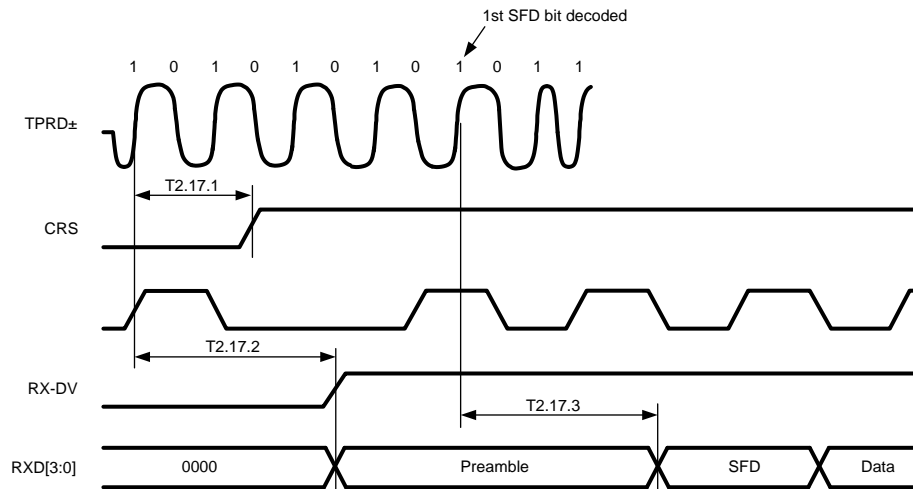 1st SFD bit decoded
1 0 1 0 1 0 1 0 1 0 1 1
TPRD±
T2.17.1
CRS
T2.17.2
RX-DV
T2.17.3
RXD[3:0] 0000 Preamble SFD Data